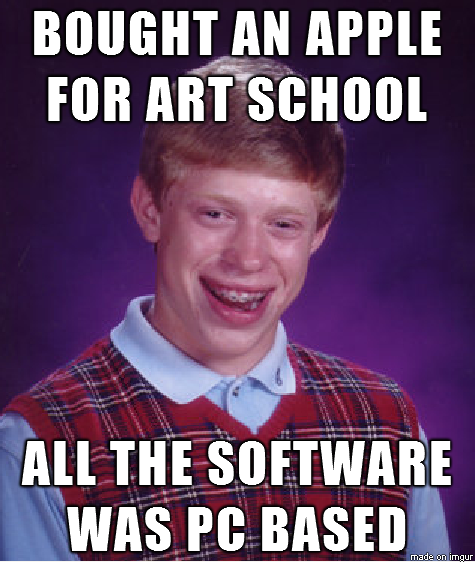 BOUGHT AN APPLE
FOR ART SCHOOL
ALL THE SOFTWARE
WAS PC BASED
made on imgur